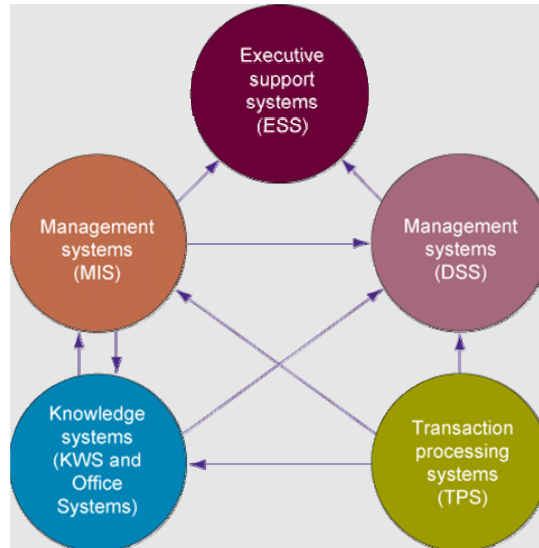 Executive
support
systems
(ESS)
Management
systems
(MIS)
Management
systems
(DSS)
Knowledge
systems
(KWS and
Office
Systems)
Transaction
processing
systems
(TPS)